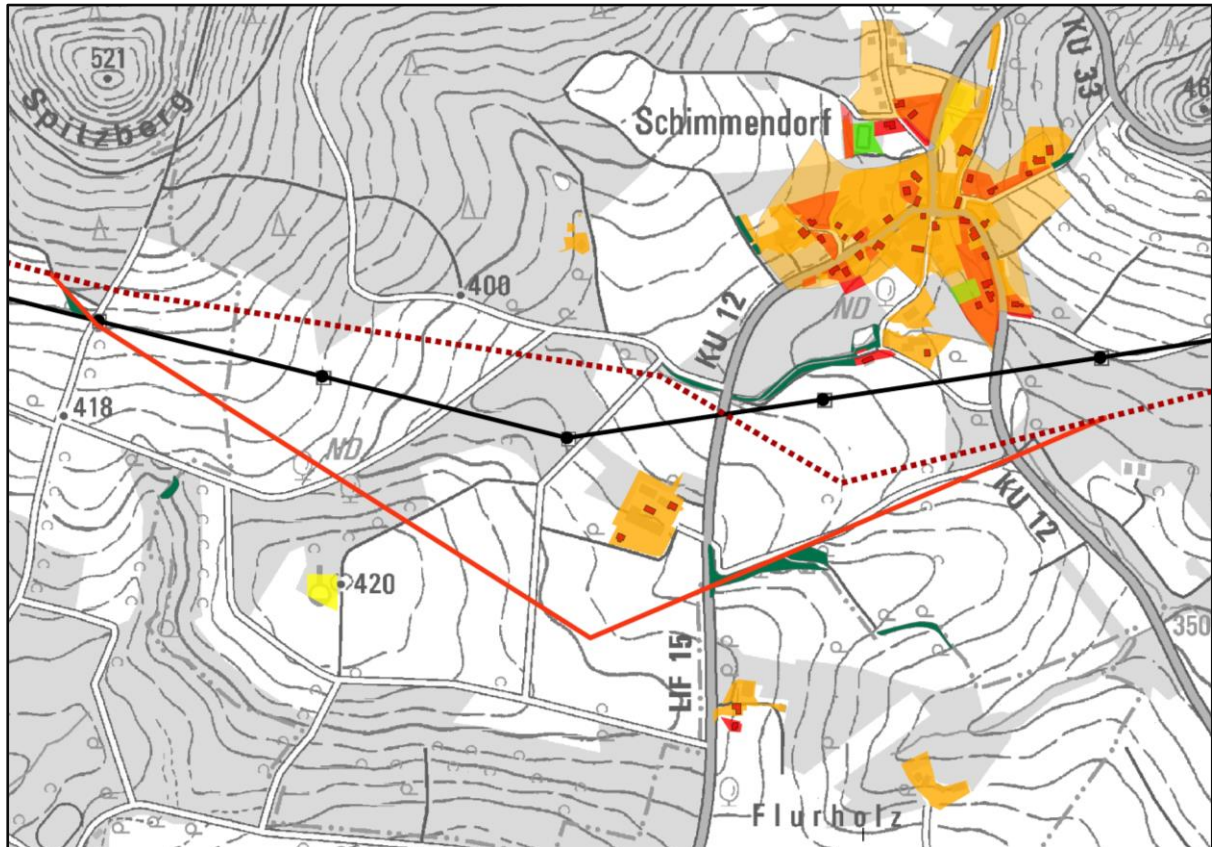 521
Spitzberg
KU 33
46
Schimmendorf
400
KU 12
ND
418
ND
KU 12
420
350
LIF 15
Flurholz